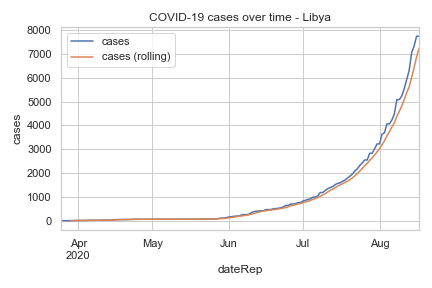 COVID-19 cases over time - Libya
cases
cases (rolling)
8000
7000
6000
5000
4000
3000
2000
1000
0
cases
Apr
2020
May
Jun
Jul
Aug
dateRep